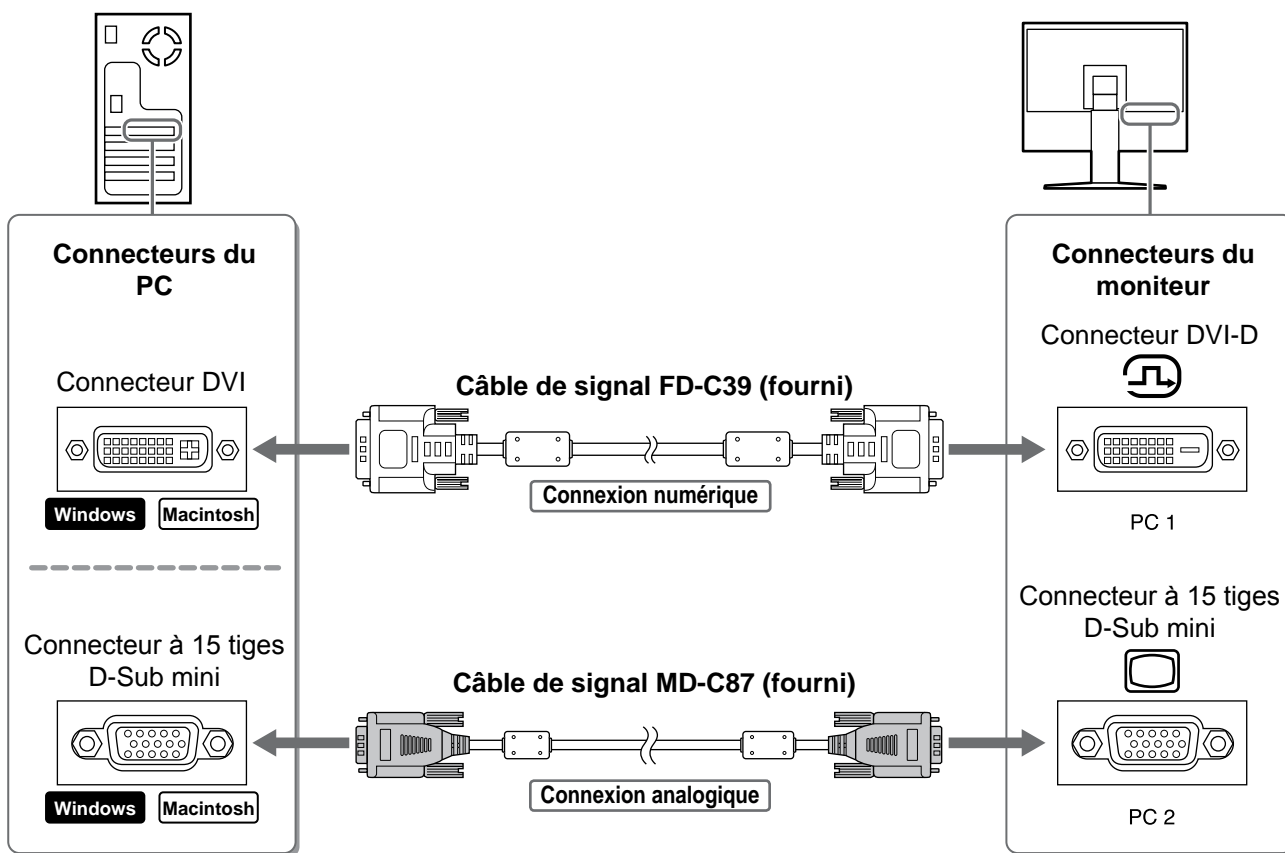 Connecteurs du
PC
Connecteur DVI
Windows
Macintosh
Connecteur à 15 tiges
D-Sub mini
Windows
Macintosh
Câble de signal FD-C39 (fourni)
Connexion numérique
Câble de signal MD-C87 (fourni)
Connexion analogique
Connecteurs du
moniteur
Connecteur DVI-D
PC 1
Connecteur à 15 tiges
D-Sub mini
PC 2